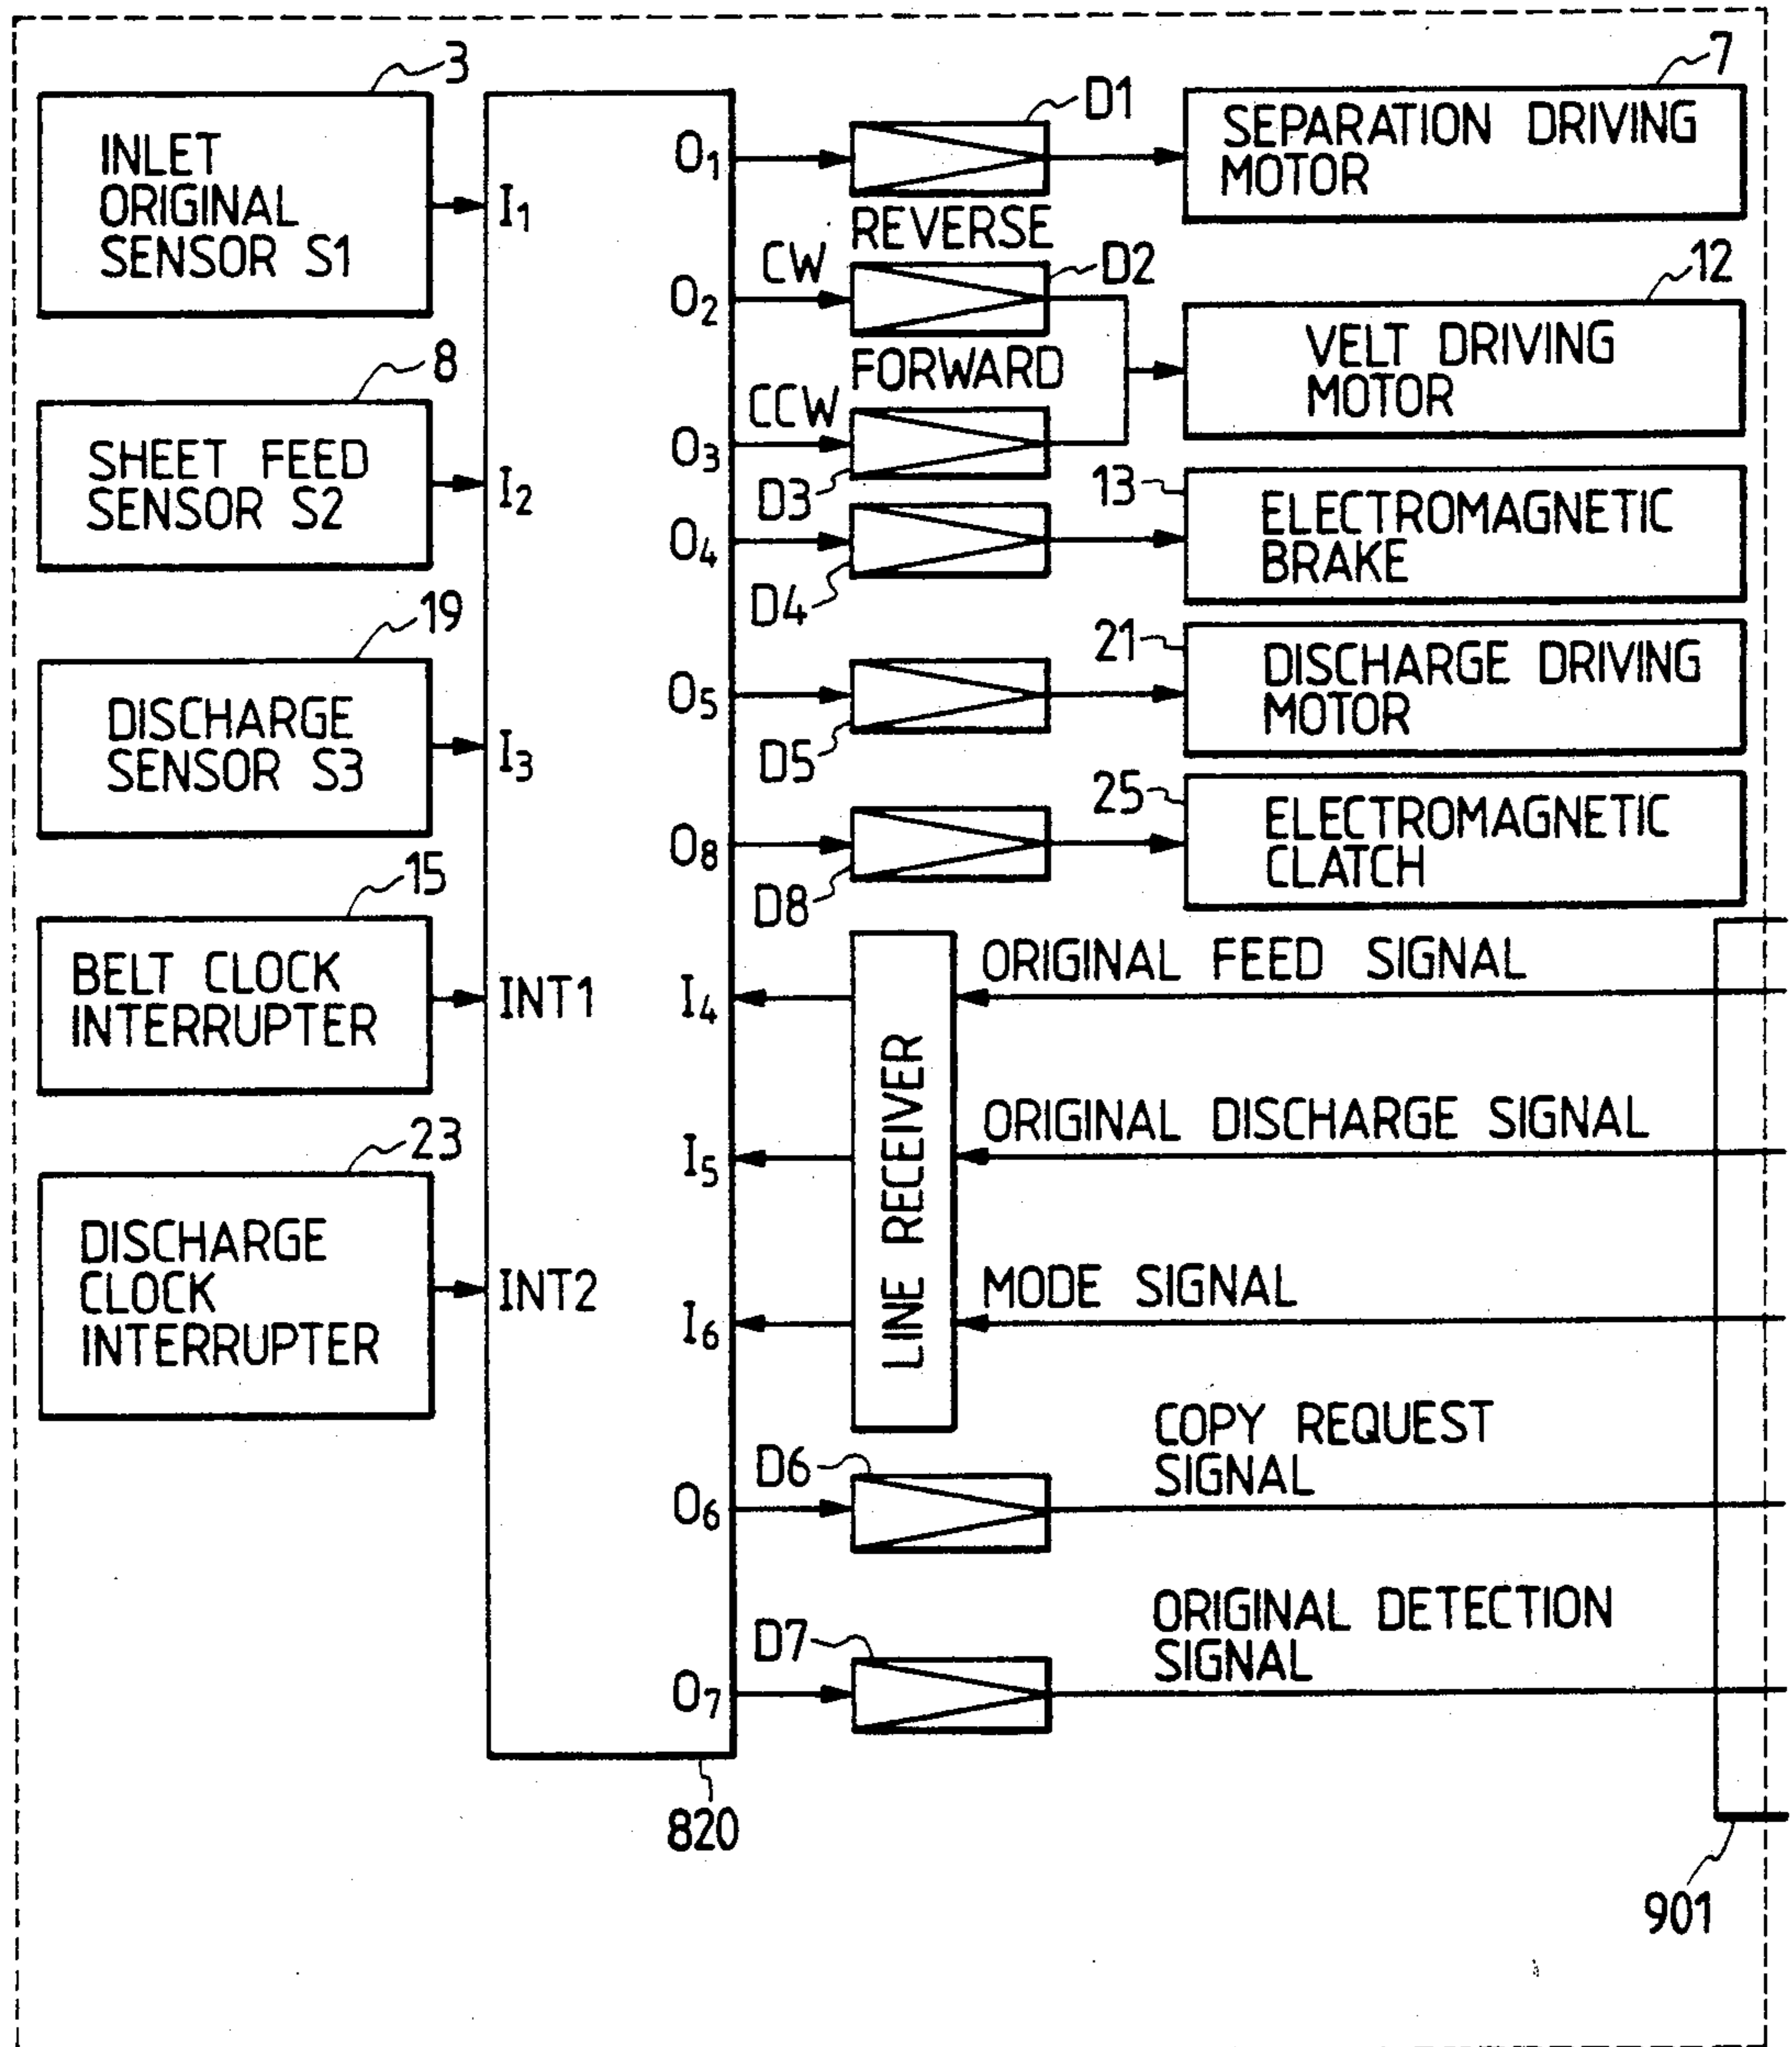 3
INLET
ORIGINAL
SENSOR S1
8
SHEET FEED
SENSOR S2
19
DISCHARGE
SENSOR S3
15
BELT CLOCK
INTERRUPTER
23
DISCHARGE
CLOCK
INTERRUPTER
I1
I2
I3
INT1
INT2
O1
O2
O3
O4
O5
O8
I4
I5
I6
O6
O7
820
D1
REVERSE
CW
D2
FORWARD
CCW
D3
D4
D5
D8
7
SEPARATION DRIVING
MOTOR
12
VELT DRIVING
MOTOR
13
ELECTROMAGNETIC
BRAKE
21
DISCHARGE DRIVING
MOTOR
25
ELECTROMAGNETIC
CLATCH
LINE RECEIVER
ORIGINAL FEED SIGNAL
ORIGINAL DISCHARGE SIGNAL
MODE SIGNAL
D6
COPY REQUEST
SIGNAL
D7
ORIGINAL DETECTION
SIGNAL
901